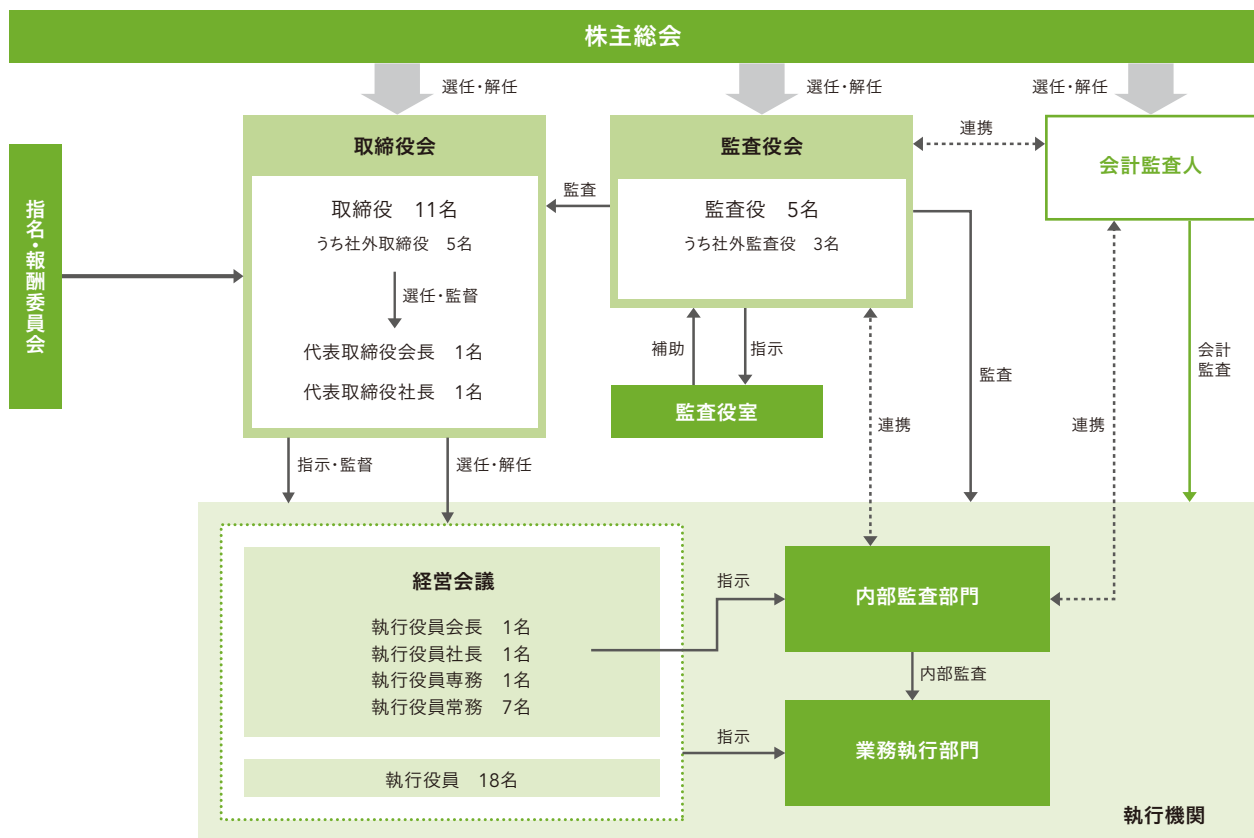 株主総会
選任・解任
選任・解任
選任・解任
指名・報酬委員会
取締役会
取締役　11名
うち社外取締役　5名
選任・監督
代表取締役会長　1名
代表取締役社長　1名
監査
監査役会
監査役　5名
うち社外監査役　3名
連携
会計監査人
補助
指示
監査役室
連携
監査
連携
会計
監査
指示・監督
選任・解任
経営会議
執行役員会長　1名
執行役員社長　1名
執行役員専務　1名
執行役員常務　7名
執行役員　18名
指示
内部監査部門
内部監査
指示
業務執行部門
執行機関